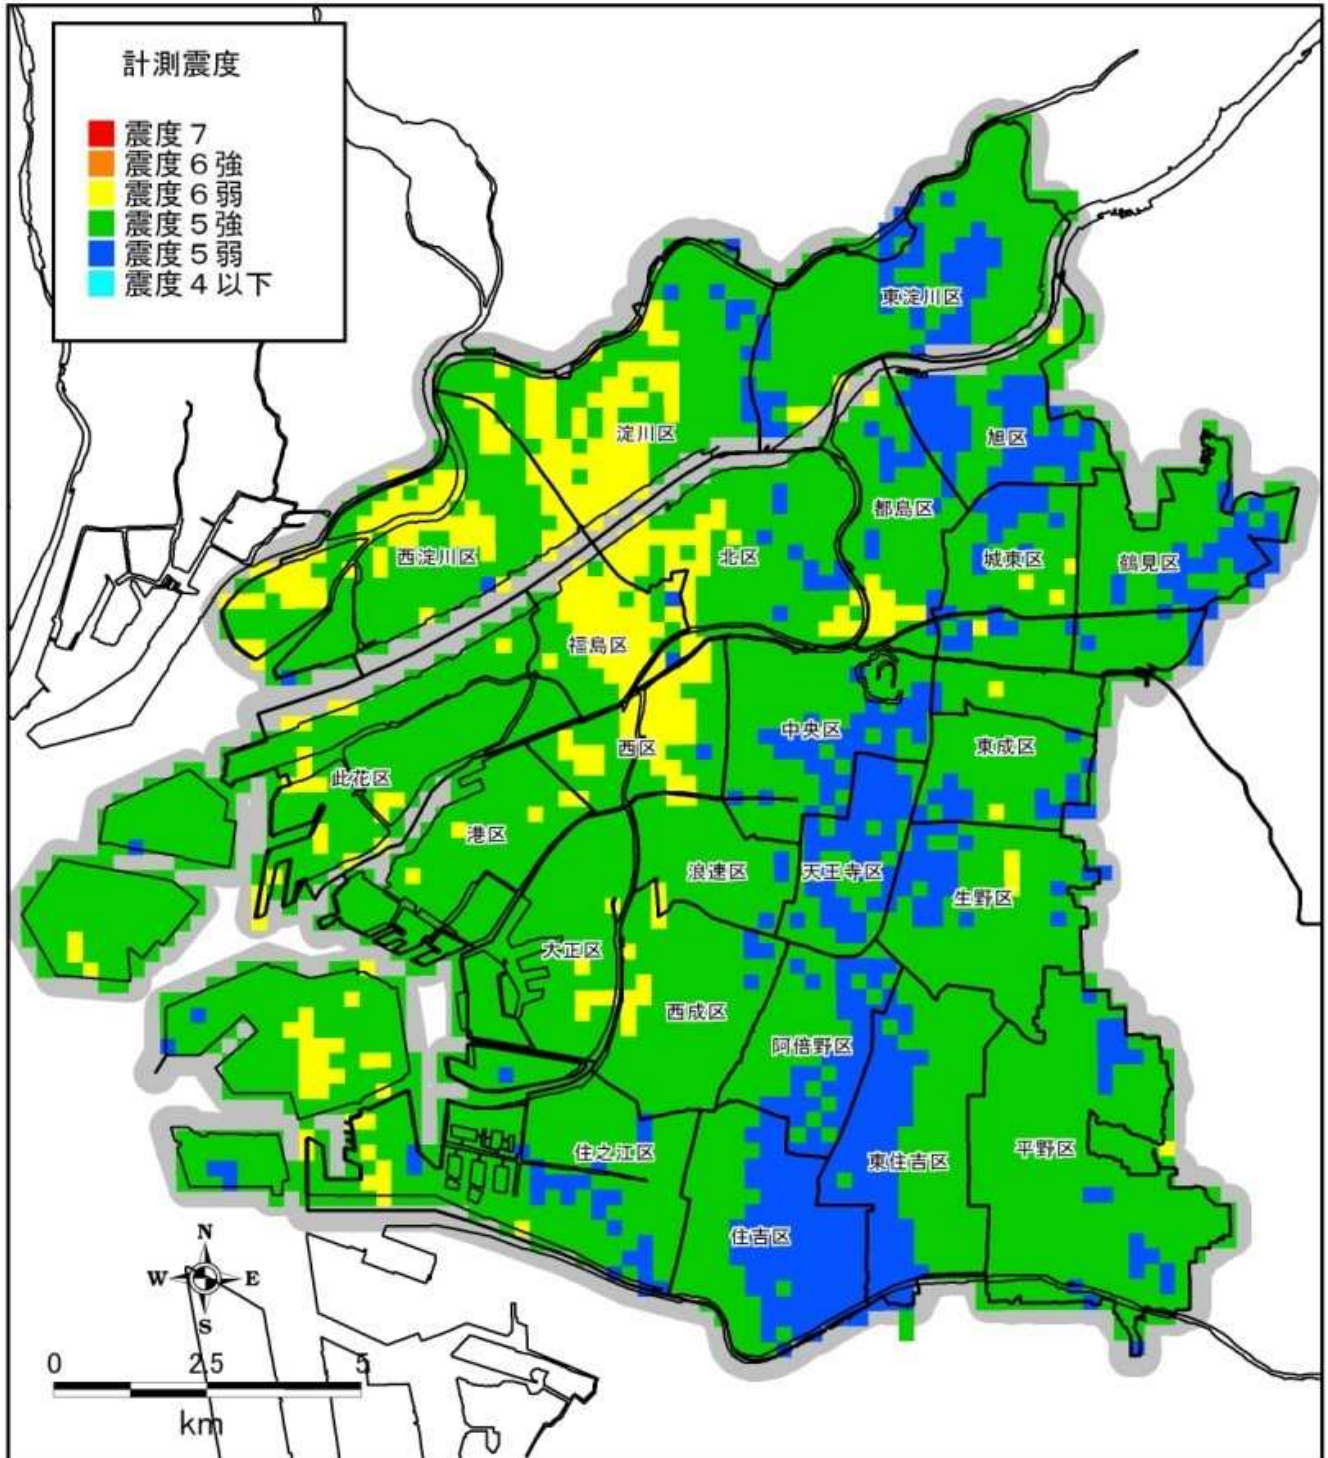 計測震度
震度７
震度６強
震度６弱
震度５強
震度５弱
震度４以下
東淀川区
淀川区
旭区
都島区
西淀川区
北区
城東区
鶴見区
福島区
中央区
西区
東成区
此花区
港区
浪速区
天王寺区
生野区
大正区
西成区
阿倍野区
住之江区
東住吉区
平野区
住吉区
N
W
E
S
0
2.5
5
km